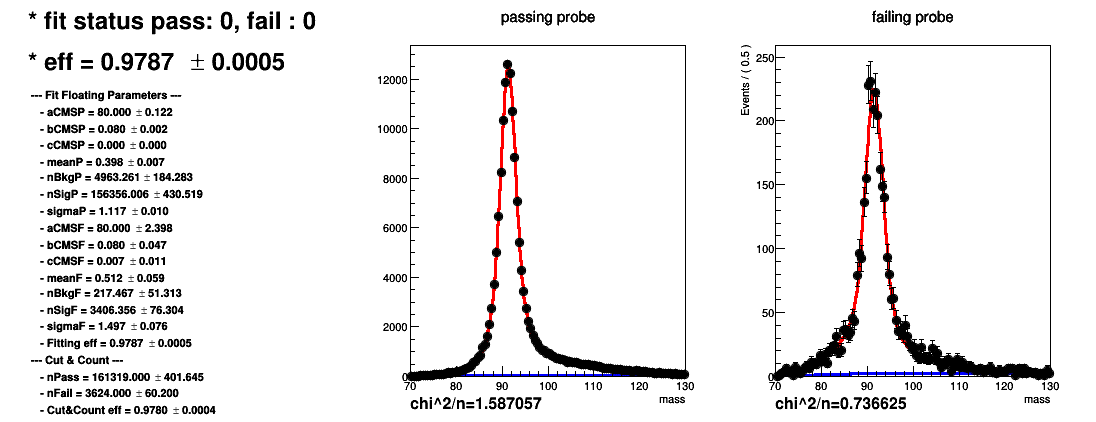 * fit status pass: 0, fail : 0
* eff = 0.9787 ± 0.0005
--- Fit Floating Parameters ---
- aCMSP = 80.000 ± 0.122
- bCMSP = 0.080 ± 0.002
- cCMSP = 0.000 ± 0.000
- meanP = 0.398 ± 0.007
- nBkgP = 4963.261 ± 184.283
- nSigP = 156356.006 ± 430.519
- sigmaP = 1.117 ± 0.010
- aCMSF = 80.000 ± 2.398
- bCMSF = 0.080 ± 0.047
- cCMSF = 0.007 ± 0.011
- meanF = 0.512 ± 0.059
- nBkgF = 217.467 ± 51.313
- nSigF = 3406.356 ± 76.304
- sigmaF = 1.497 ± 0.076
- Fitting eff = 0.9787 ± 0.0005
--- Cut & Count ---
- nPass = 161319.000 ± 401.645
- nFail = 3624.000 ± 60.200
- Cut&Count eff = 0.9780 ± 0.0004
passing probe
12000
10000
8000
6000
4000
2000
0
70 80 90 100 110 120 130
mass
chi^2/n=1.587057
failing probe
Events / ( 0.5 )
250
200
150
100
50
0
70 80 90 100 110 120 130
mass
chi^2/n=0.736625